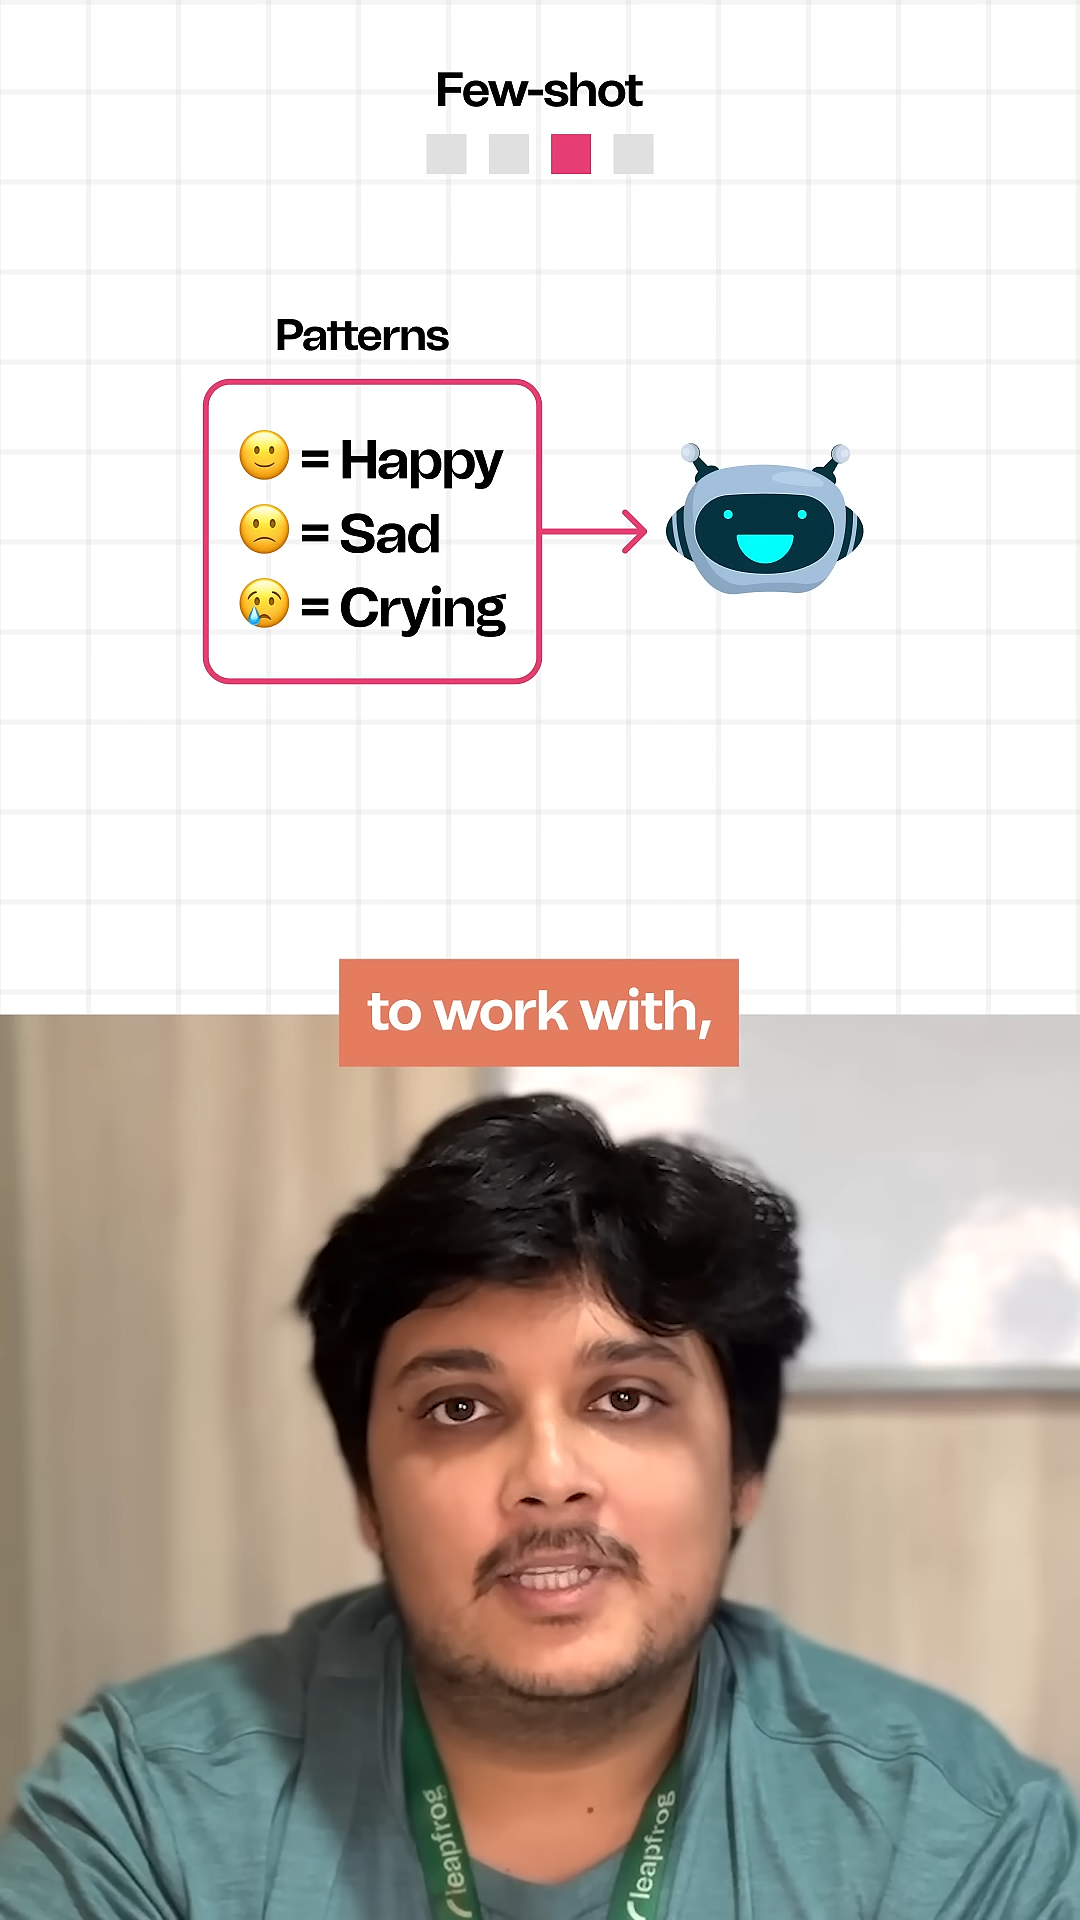 Few-shot
Patterns
🙂 = Happy
🙁 = Sad
😢 = Crying
to work with,
leapfrog
leapfrog